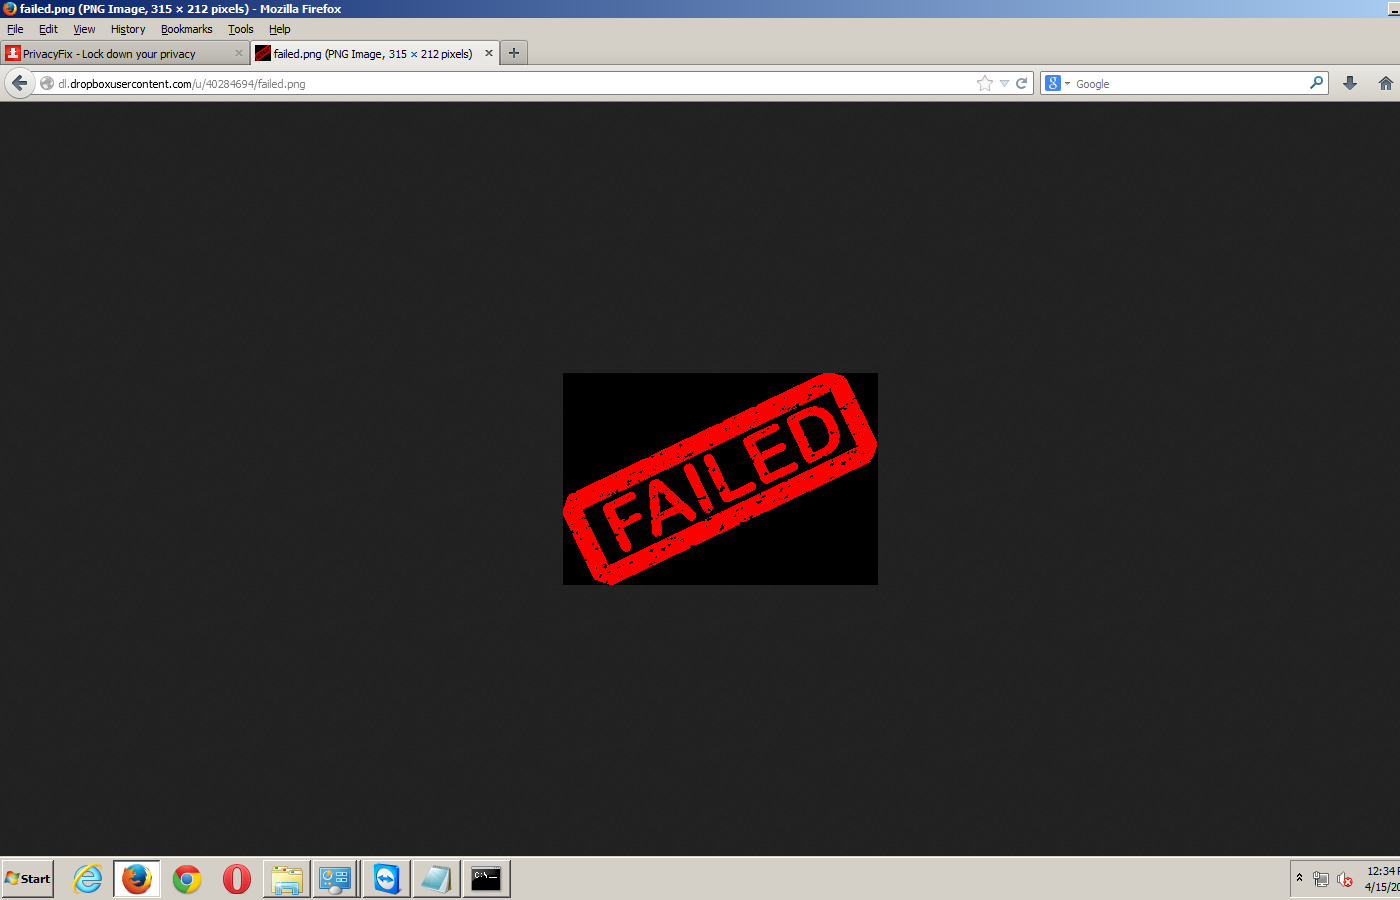 failed.png (PNG Image, 315 × 212 pixels) - Mozilla Firefox
File Edit View History Bookmarks Tools Help
PrivacyFix - Lock down your privacy
failed.png (PNG Image, 315 × 212 pixels)
dl.dropboxusercontent.com/u/40284694/failed.png
8 Google
FAILED
C:\
Start
12:34 P
4/15/20